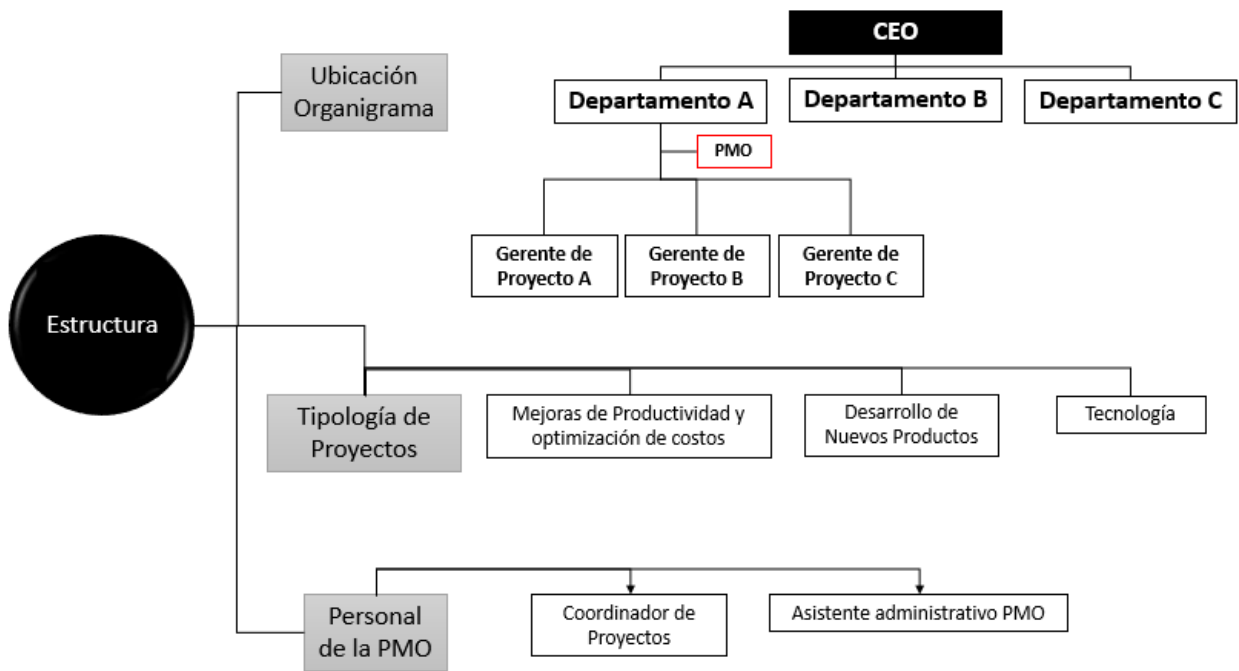 CEO
Ubicación
Organigrama
Departamento A
Departamento B
Departamento C
PMO
Gerente de
Proyecto A
Gerente de
Proyecto B
Gerente de
Proyecto C
Estructura
Tipología de
Proyectos
Mejoras de Productividad y
optimización de costos
Desarrollo de
Nuevos Productos
Tecnología
Personal
de la PMO
Coordinador de
Proyectos
Asistente administrativo PMO